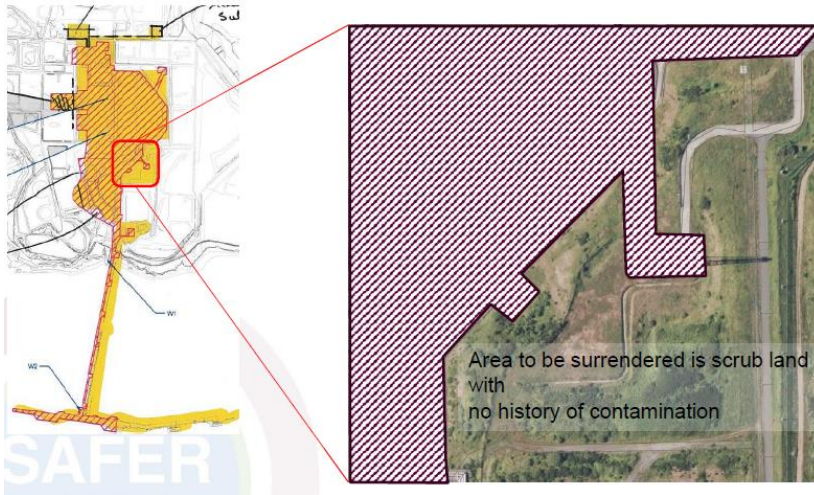 W1
W2
SAFER
Area to be surrendered is scrub land
with
no history of contamination